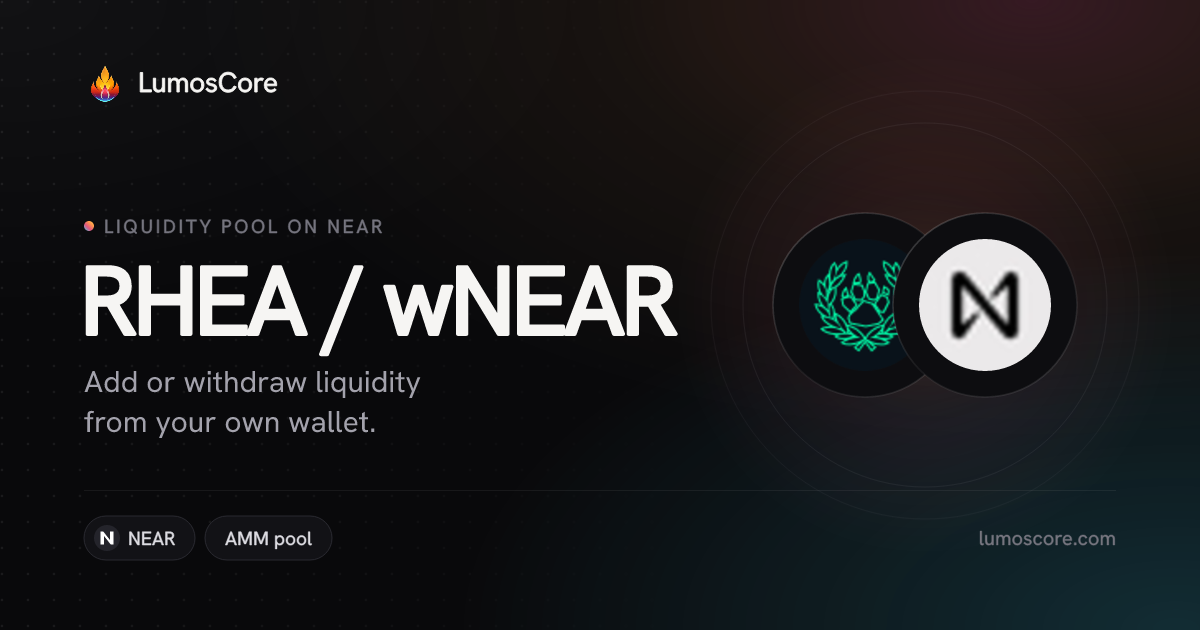 LumosCore
LIQUIDITY POOL ON NEAR
RHEA / wNEAR
Add or withdraw liquidity
from your own wallet.
NEAR
AMM pool
lumoscore.com